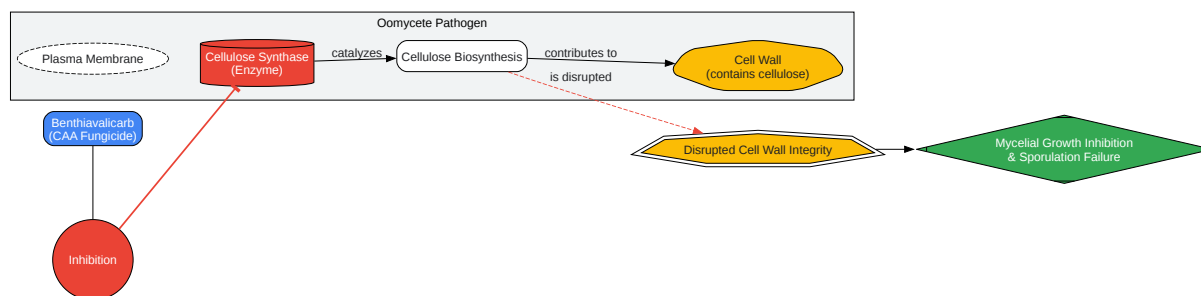 Oomycete Pathogen
Plasma Membrane
Cellulose Synthase
(Enzyme)
catalyzes
Cellulose Biosynthesis
contributes to
Cell Wall
(contains cellulose)
is disrupted
Benthiavalicarb
(CAA Fungicide)
Disrupted Cell Wall Integrity
Mycelial Growth Inhibition
& Sporulation Failure
Inhibition